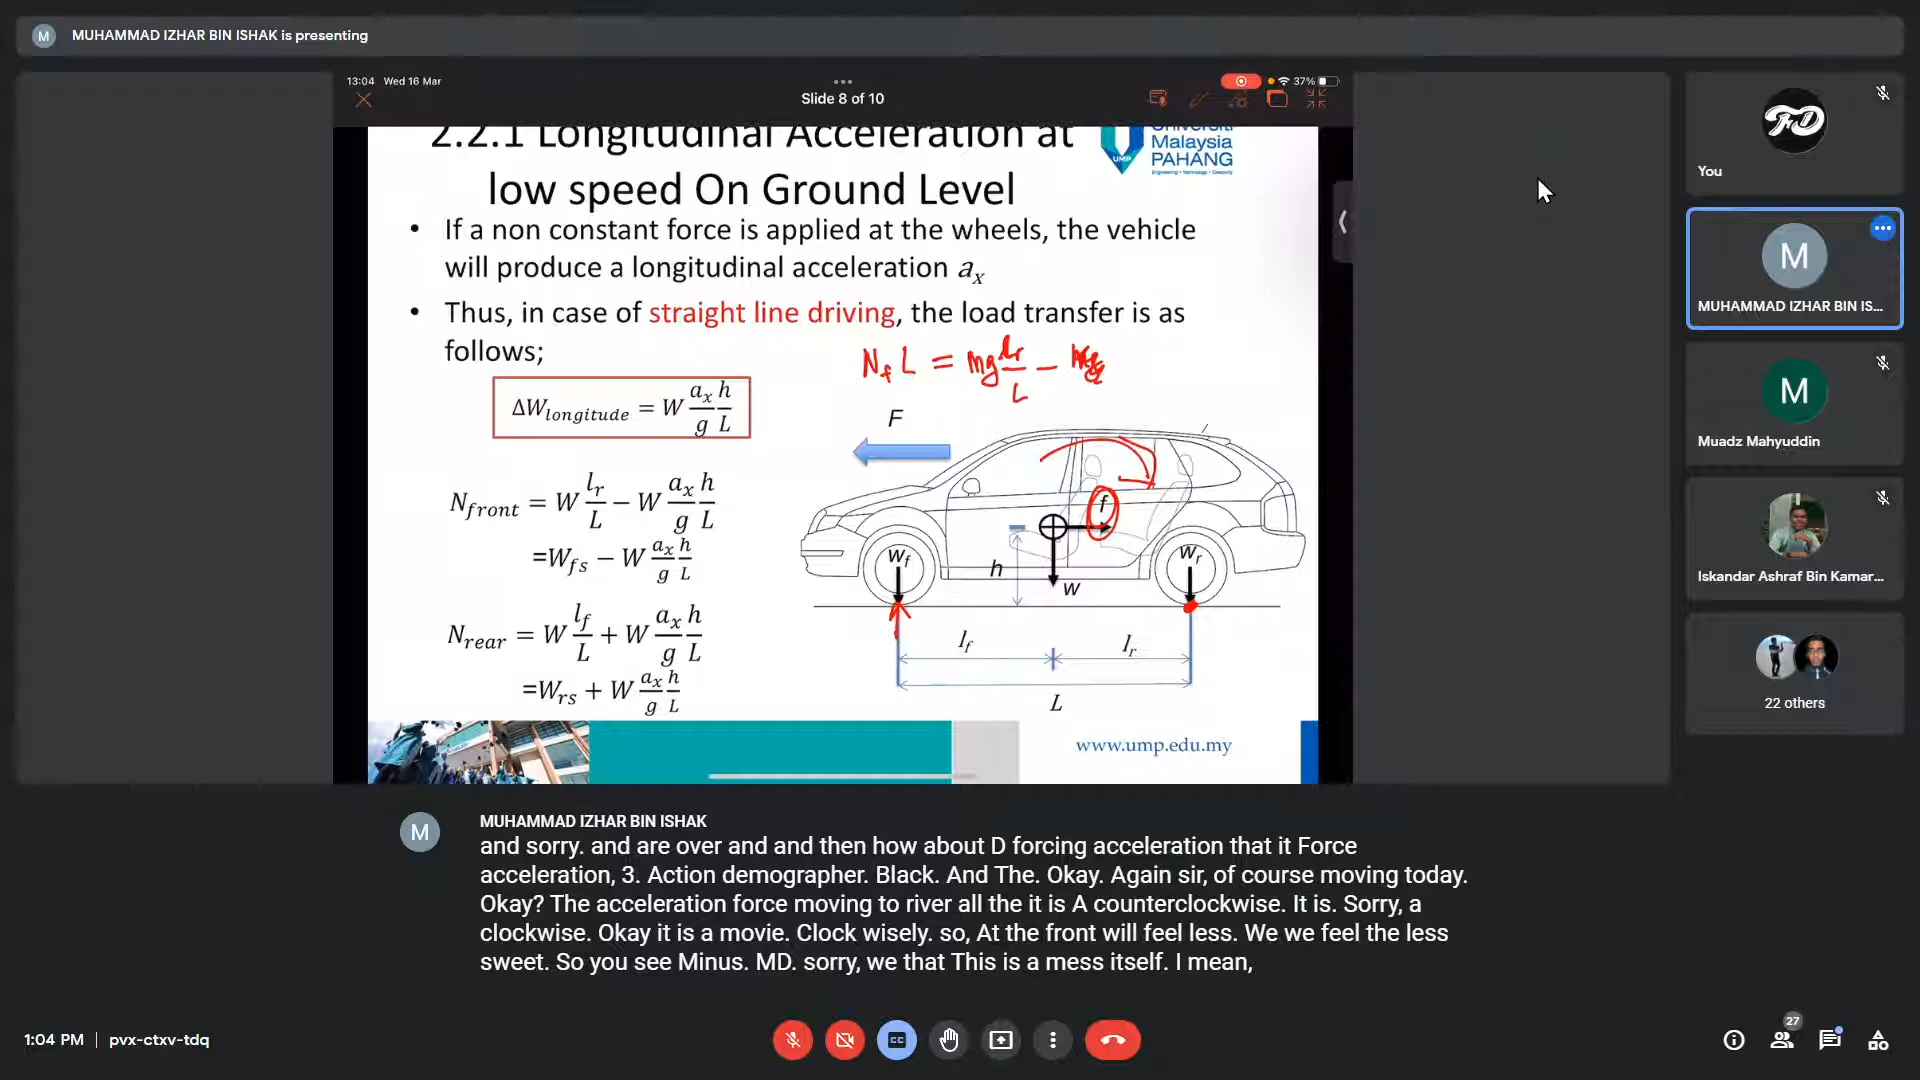 M MUHAMMAD IZHAR BIN ISHAK is presenting
13:04 Wed 16 Mar
37%
Slide 8 of 10
2.2.1 Longitudinal Acceleration at
low speed On Ground Level
Universiti
Malaysia
PAHANG
UMP
• If a non constant force is applied at the wheels, the vehicle
will produce a longitudinal acceleration aₓ
• Thus, in case of straight line driving, the load transfer is as
follows;
N_f L = mg l_r/L −
ΔW_longitude = W a_x/g h/L
F
N_front = W l_r/L − W a_x/g h/L
=W_fs − W a_x/g h/L
N_rear = W l_f/L + W a_x/g h/L
=W_rs + W a_x/g h/L
f
W_f
W_r
h
W
l_f
l_r
L
www.ump.edu.my
FD
You
M
MUHAMMAD IZHAR BIN IS...
M
Muadz Mahyuddin
Iskandar Ashraf Bin Kamar...
22 others
M
MUHAMMAD IZHAR BIN ISHAK
and sorry. and are over and and then how about D forcing acceleration that it Force
acceleration, 3. Action demographer. Black. And The. Okay. Again sir, of course moving today.
Okay? The acceleration force moving to river all the it is A counterclockwise. It is. Sorry, a
clockwise. Okay it is a movie. Clock wisely. so, At the front will feel less. We we feel the less
sweet. So you see Minus. MD. sorry, we that This is a mess itself. I mean,
1:04 PM | pvx-ctxv-tdq
CC
27